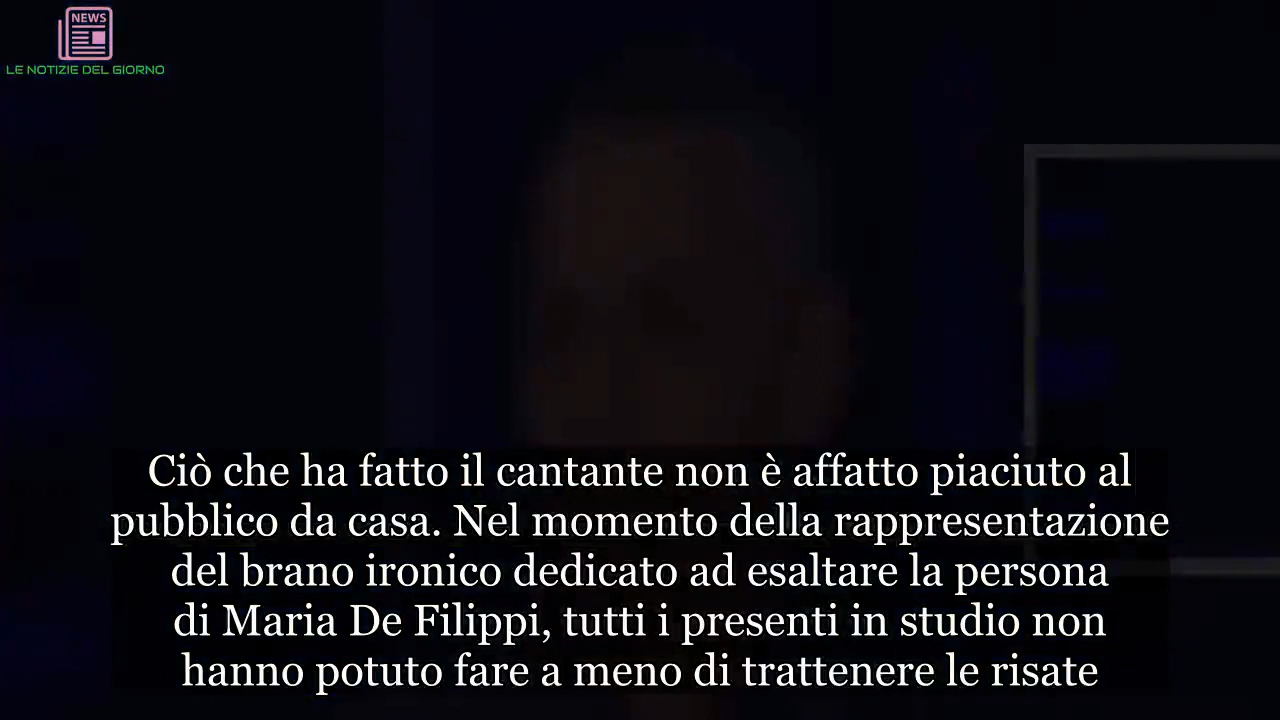 NEWS
LE NOTIZIE DEL GIORNO
Ciò che ha fatto il cantante non è affatto piaciuto al
pubblico da casa. Nel momento della rappresentazione
del brano ironico dedicato ad esaltare la persona
di Maria De Filippi, tutti i presenti in studio non
hanno potuto fare a meno di trattenere le risate